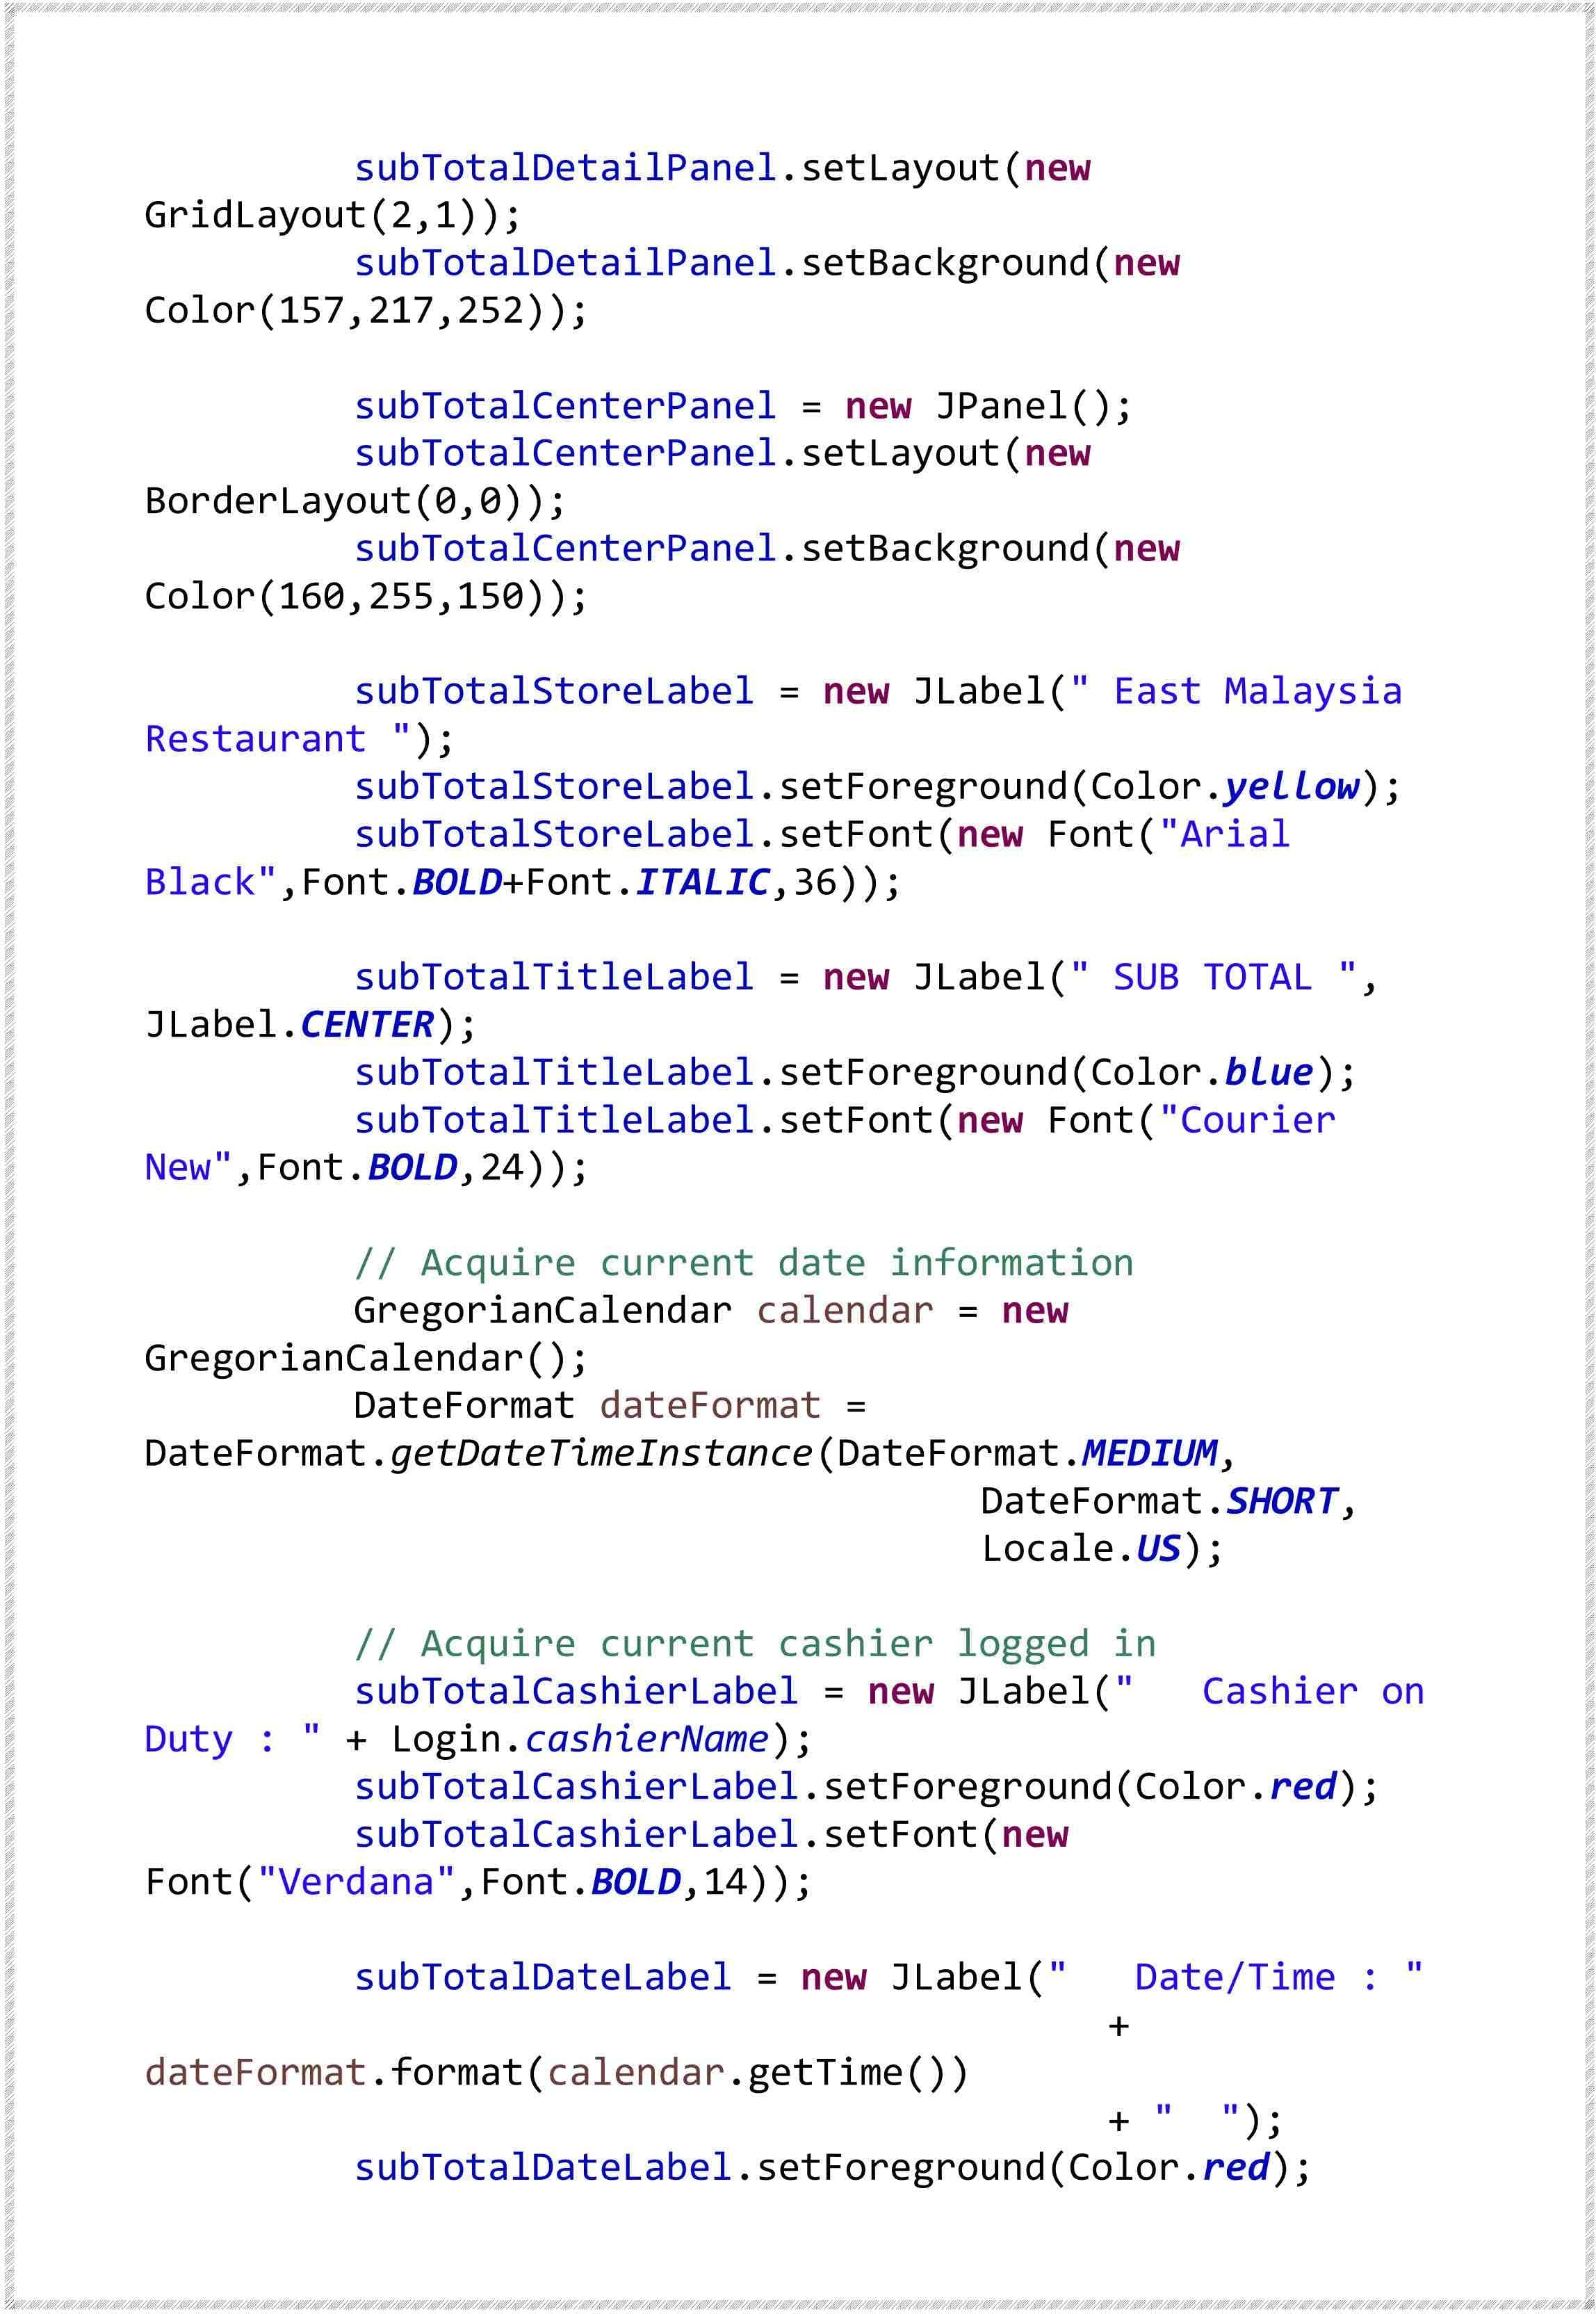 subTotalDetailPanel.setLayout(new
GridLayout(2,1));
subTotalDetailPanel.setBackground(new
Color(157,217,252));
subTotalCenterPanel = new JPanel();
subTotalCenterPanel.setLayout(new
BorderLayout(0,0));
subTotalCenterPanel.setBackground(new
Color(160,255,150));
subTotalStoreLabel = new JLabel(" East Malaysia
Restaurant ");
subTotalStoreLabel.setForeground(Color.yellow);
subTotalStoreLabel.setFont(new Font("Arial
Black",Font.BOLD+Font.ITALIC,36));
subTotalTitleLabel = new JLabel(" SUB TOTAL ",
JLabel.CENTER);
subTotalTitleLabel.setForeground(Color.blue);
subTotalTitleLabel.setFont(new Font("Courier
New",Font.BOLD,24));
// Acquire current date information
GregorianCalendar calendar = new
GregorianCalendar();
DateFormat dateFormat =
DateFormat.getDateTimeInstance(DateFormat.MEDIUM,
DateFormat.SHORT,
Locale.US);
// Acquire current cashier logged in
subTotalCashierLabel = new JLabel("   Cashier on
Duty : " + Login.cashierName);
subTotalCashierLabel.setForeground(Color.red);
subTotalCashierLabel.setFont(new
Font("Verdana",Font.BOLD,14));
subTotalDateLabel = new JLabel("   Date/Time : "
+
dateFormat.format(calendar.getTime())
+ "  ");
subTotalDateLabel.setForeground(Color.red);